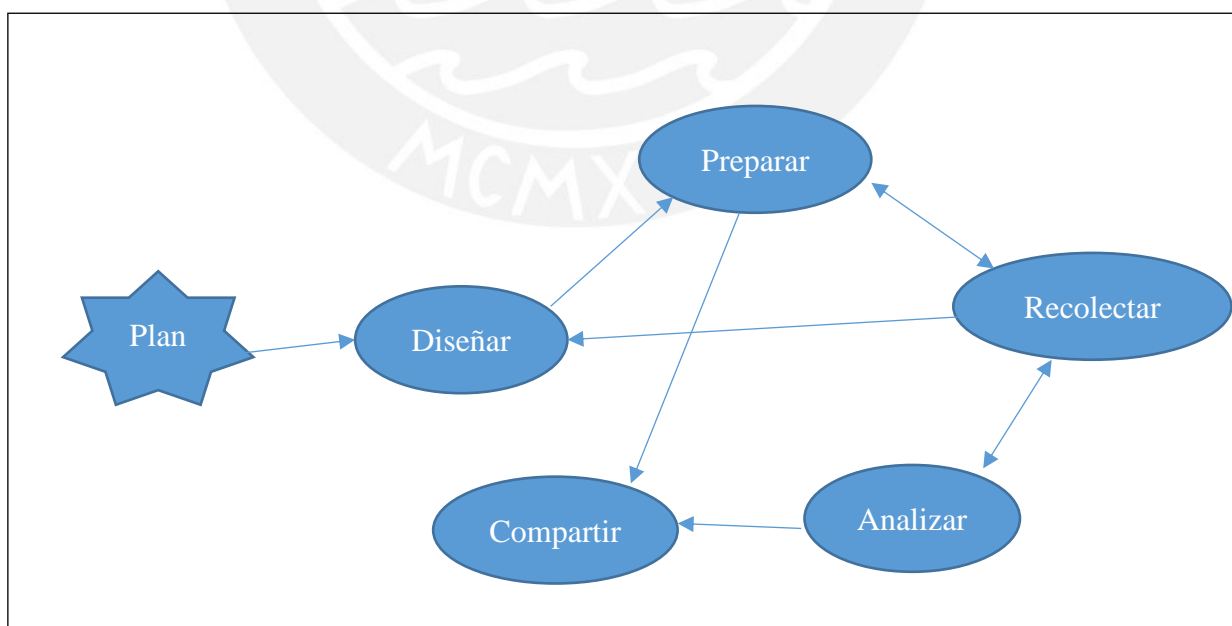 MCMX
Preparar
Recolectar
Plan
Diseñar
Analizar
Compartir